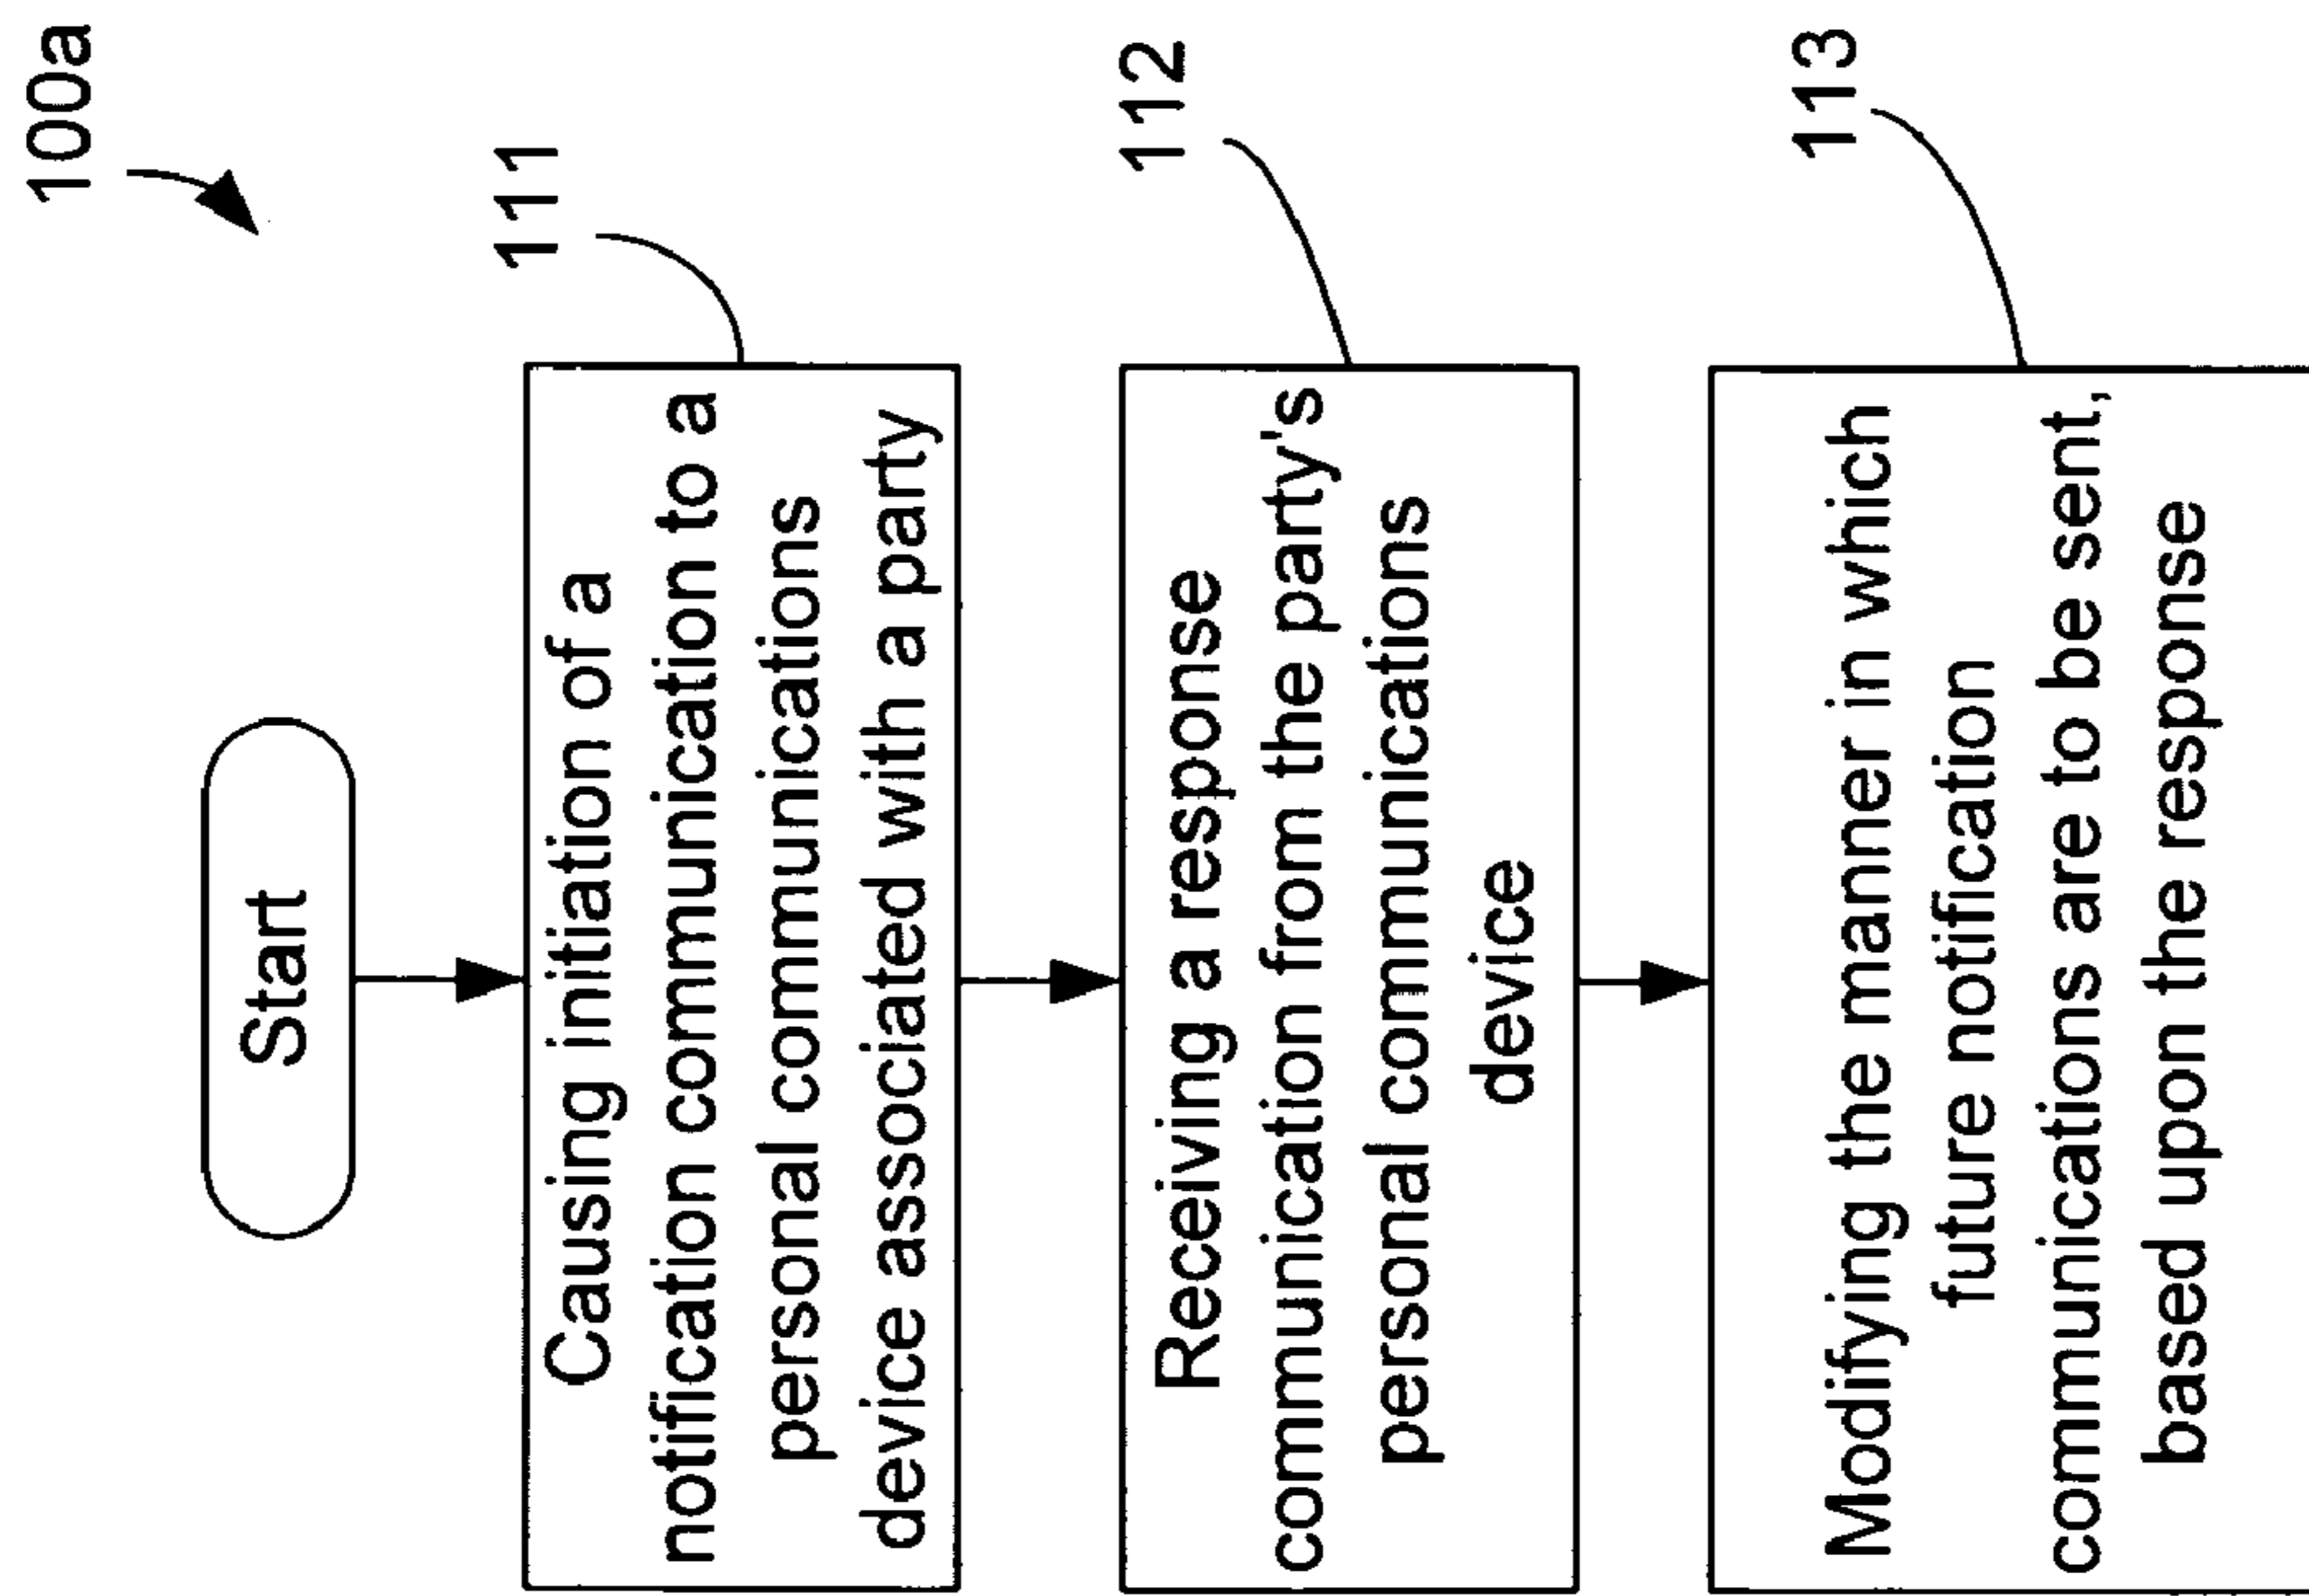 100a
Start
111
Causing initiation of a
notification communication to a
personal communications
device associated with a party
112
Receiving a response
communication from the party's
personal communications
device
113
Modifying the manner in which
future notification
communications are to be sent,
based upon the response